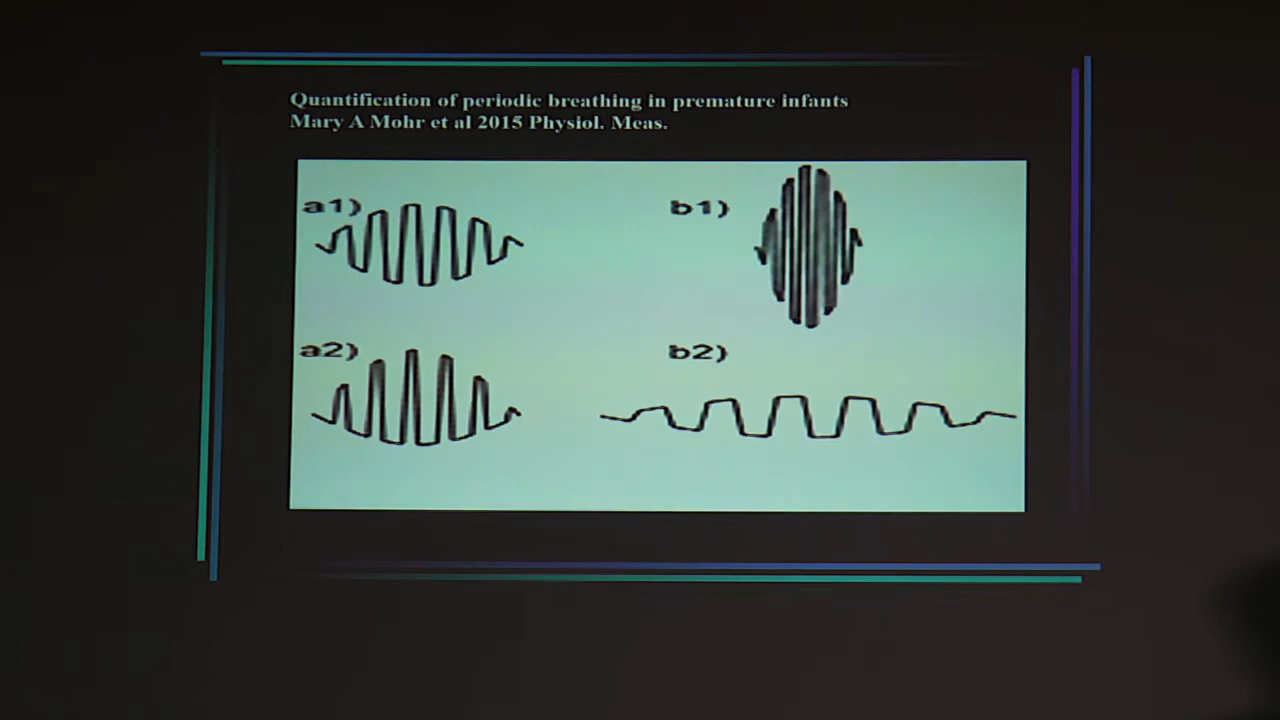 Quantification of periodic breathing in premature infants
Mary A Mohr et al 2015 Physiol. Meas.
a1)
b1)
a2)
b2)